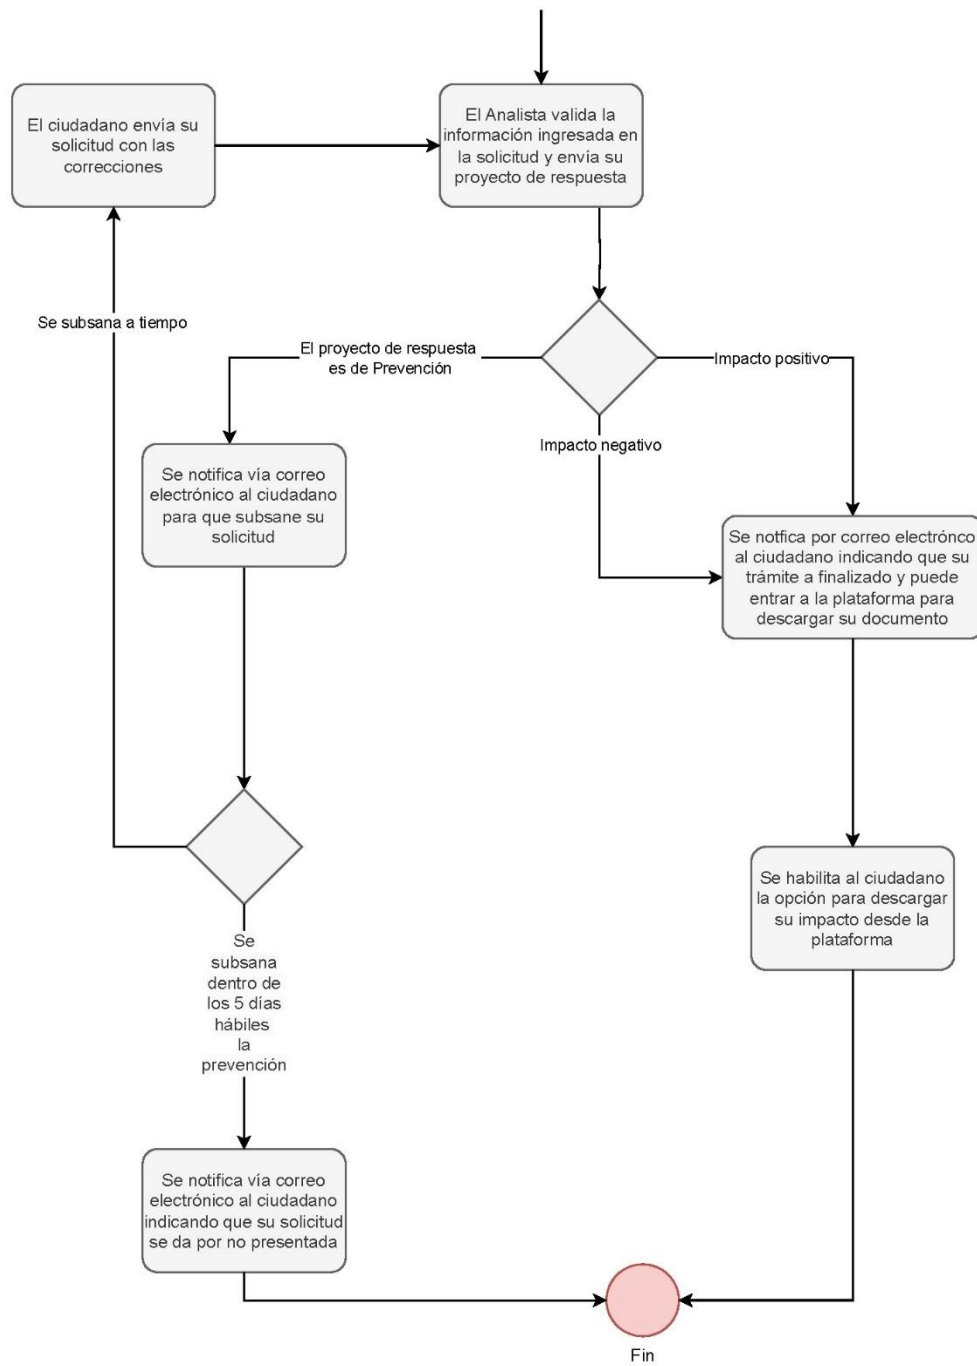 El ciudadano envía su
solicitud con las
correcciones
El Analista valida la
información ingresada en
la solicitud y envía su
proyecto de respuesta
Se subsana a tiempo
El proyecto de respuesta
es de Prevención
Impacto positivo
Impacto negativo
Se notifica vía correo
electrónico al ciudadano
para que subsane su
solicitud
Se notfica por correo electrónco
al ciudadano indicando que su
trámite a finalizado y puede
entrar a la plataforma para
descargar su documento
Se
subsana
dentro de
los 5 días
hábiles
la
prevención
Se habilita al ciudadano
la opción para descargar
su impacto desde la
plataforma
Se notifica vía correo
electrónico al ciudadano
indicando que su solicitud
se da por no presentada
Fin